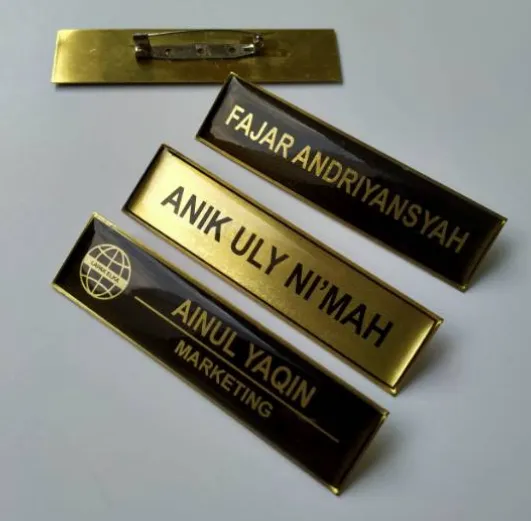 FAJAR ANDRIYANSYAH
ANIK ULY NI'MAH
AINUL YAQIN
MARKETING